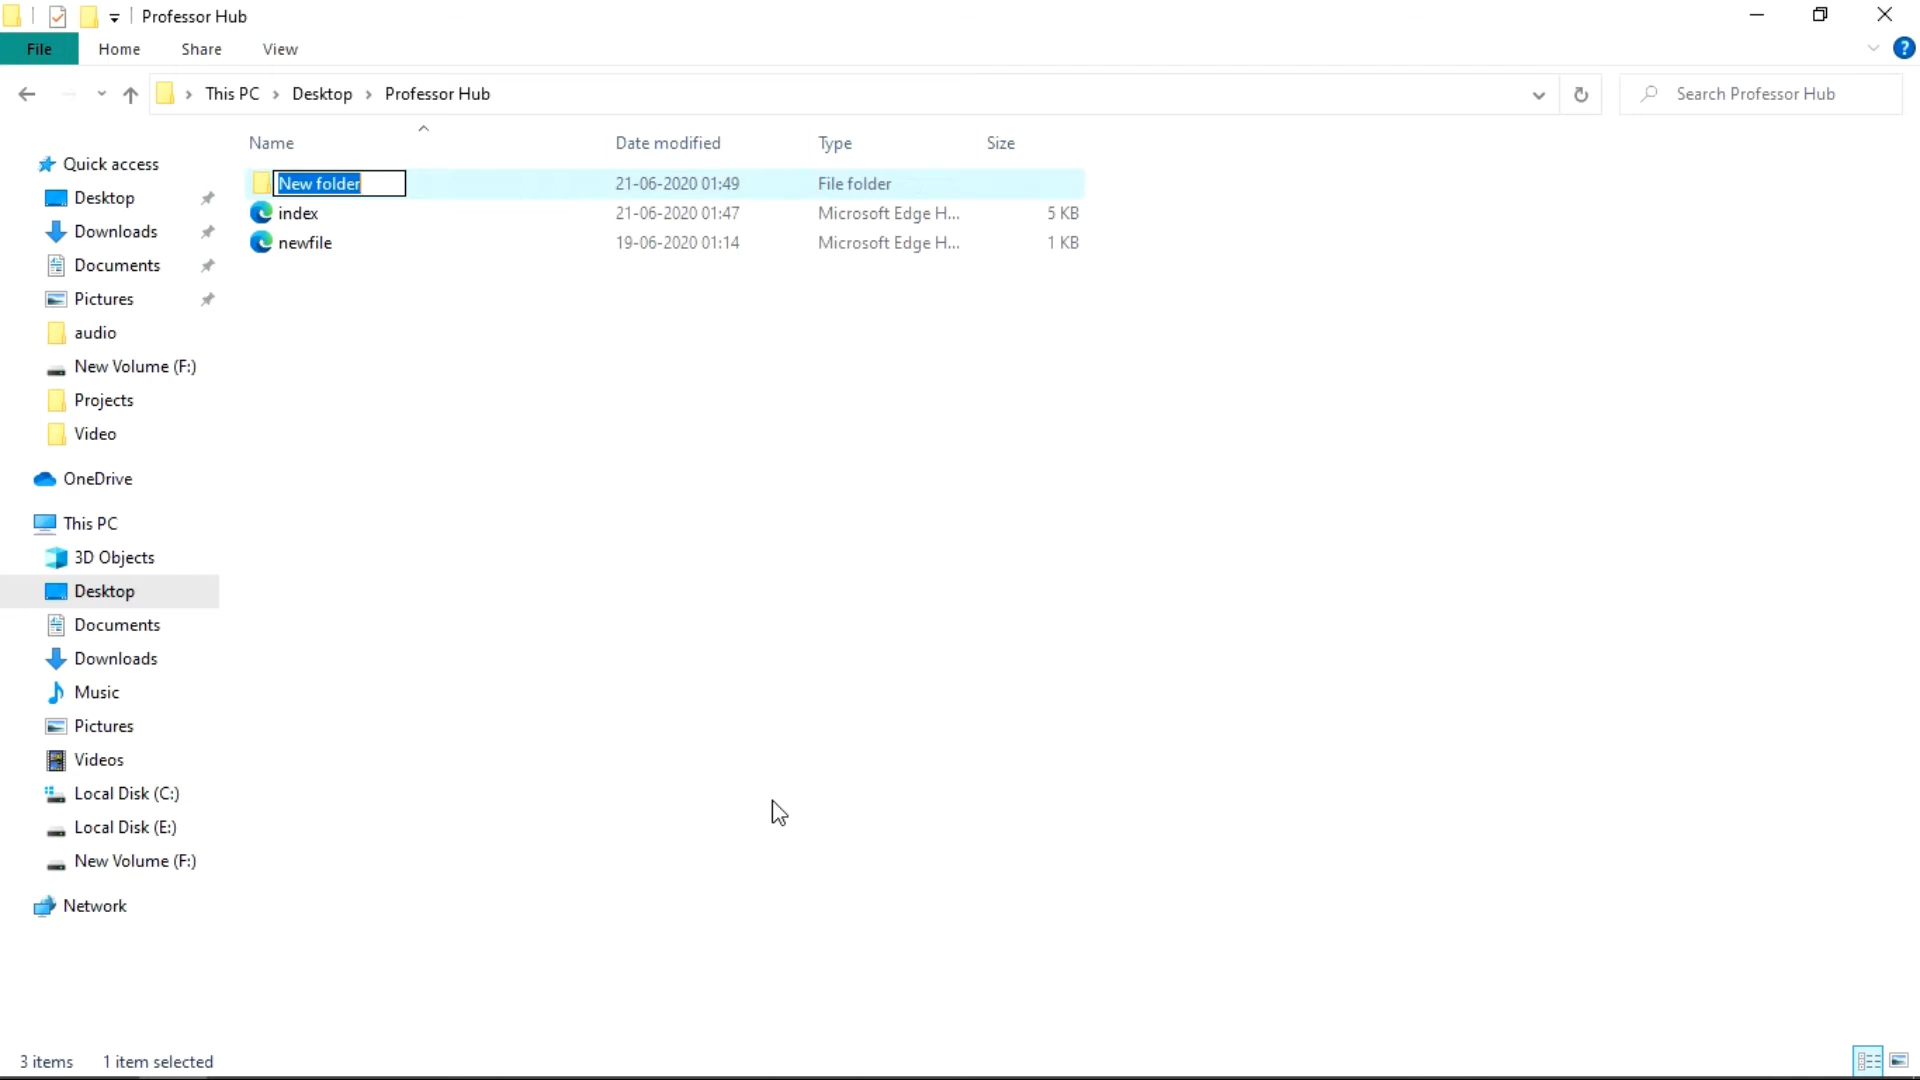 Professor Hub
File Home Share View
This PC Desktop Professor Hub Search Professor Hub
Name Date modified Type Size
New folder 21-06-2020 01:49 File folder
index 21-06-2020 01:47 Microsoft Edge H... 5 KB
newfile 19-06-2020 01:14 Microsoft Edge H... 1 KB
Quick access
Desktop
Downloads
Documents
Pictures
audio
New Volume (F:)
Projects
Video
OneDrive
This PC
3D Objects
Desktop
Documents
Downloads
Music
Pictures
Videos
Local Disk (C:)
Local Disk (E:)
New Volume (F:)
Network
3 items 1 item selected